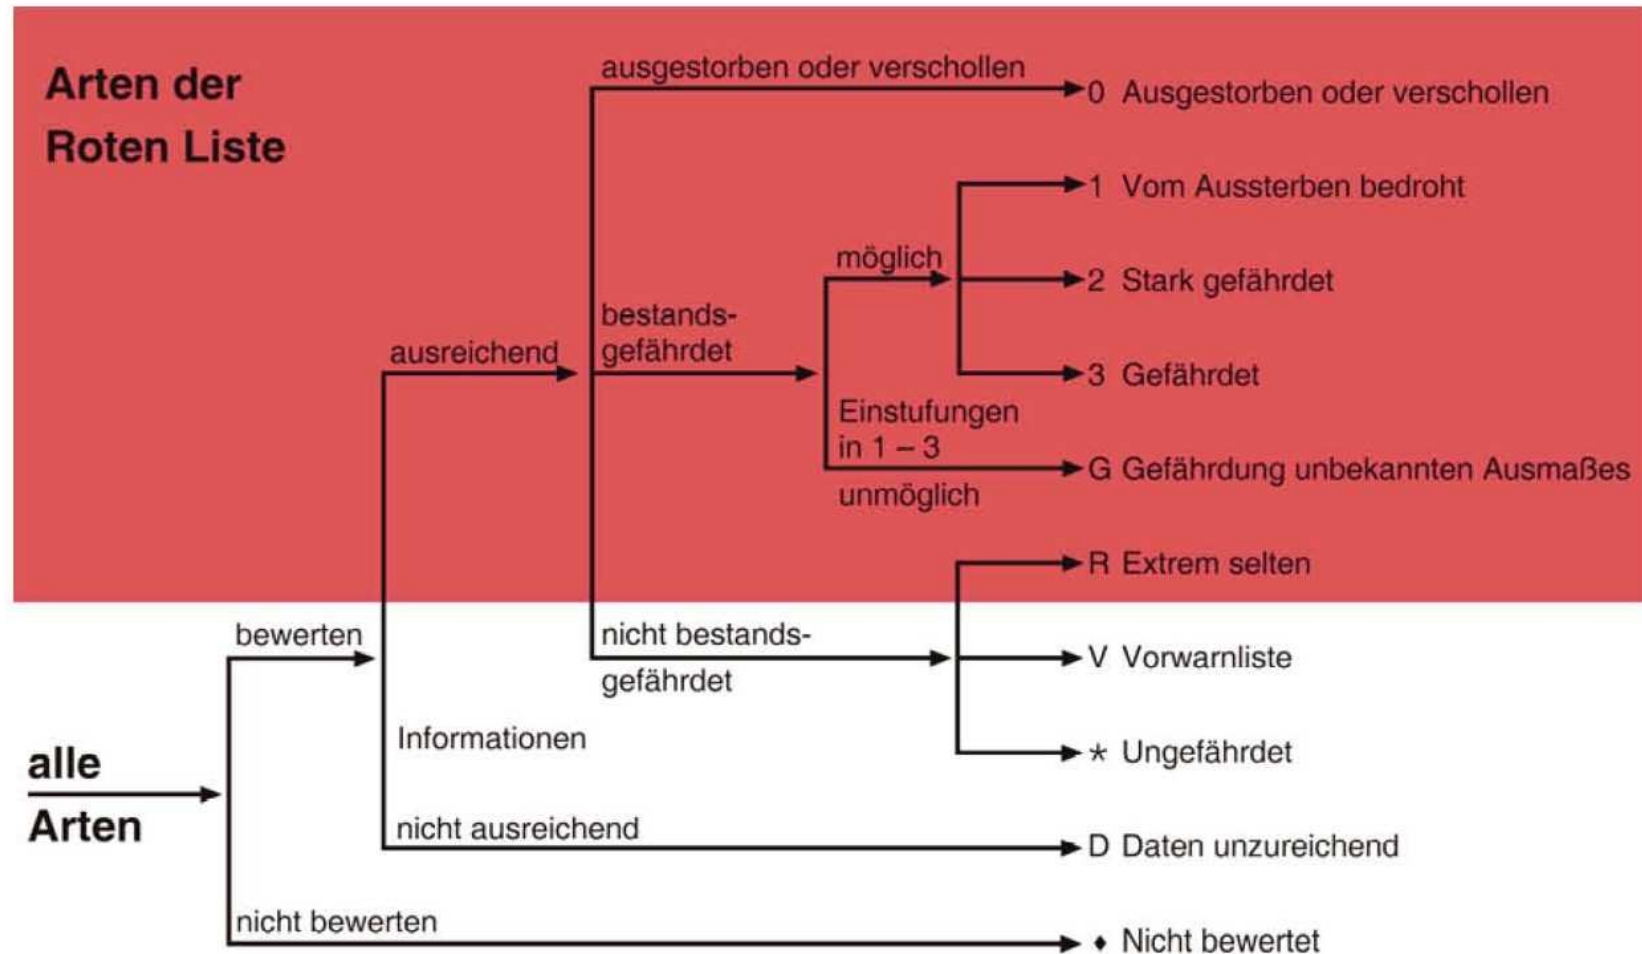 Arten der
Roten Liste
ausgestorben oder verschollen
0 Ausgestorben oder verschollen
1 Vom Aussterben bedroht
möglich
2 Stark gefährdet
bestands-
gefährdet
ausreichend
3 Gefährdet
Einstufungen
in 1 – 3
unmöglich
G Gefährdung unbekannten Ausmaßes
R Extrem selten
bewerten
nicht bestands-
gefährdet
V Vorwarnliste
Informationen
* Ungefährdet
alle
Arten
nicht ausreichend
D Daten unzureichend
nicht bewerten
♦ Nicht bewertet